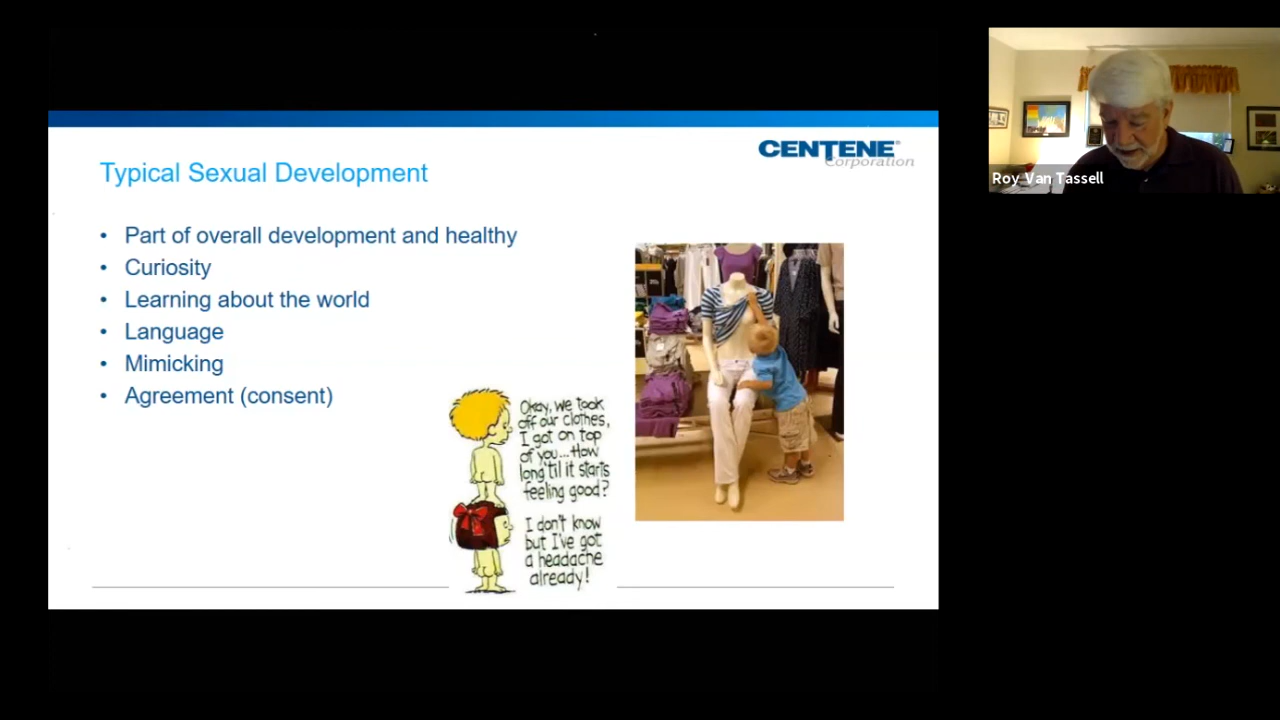 CENTENE®
Corporation
Typical Sexual Development
• Part of overall development and healthy
• Curiosity
• Learning about the world
• Language
• Mimicking
• Agreement (consent)
Okay, we took
off our clothes,
I got on top
of you...How
long 'til it starts
feeling good?
I don't know
but I've got
a headache
already!
Roy Van Tassell